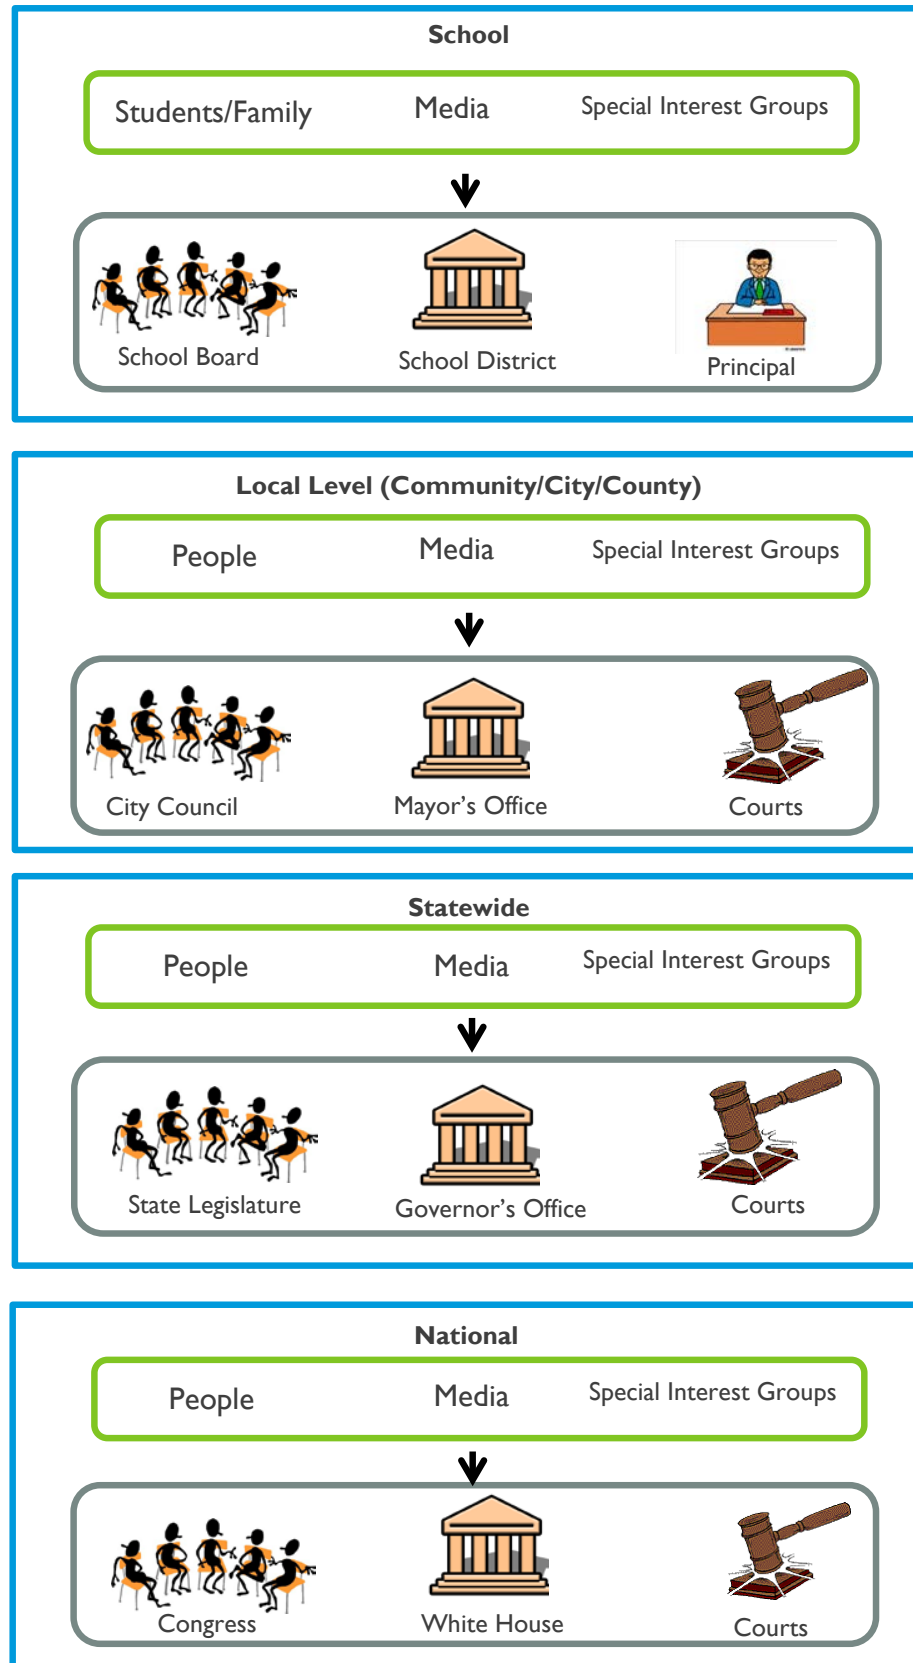 School
Students/Family Media Special Interest Groups
School Board School District Principal
Local Level (Community/City/County)
People Media Special Interest Groups
City Council Mayor’s Office Courts
Statewide
People Media Special Interest Groups
State Legislature Governor’s Office Courts
National
People Media Special Interest Groups
Congress White House Courts